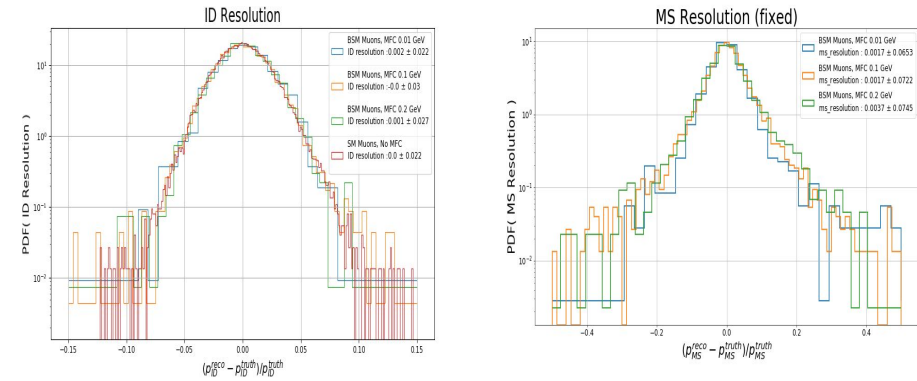 ID Resolution
BSM Muons, MFC 0.01 GeV
ID resolution :0.002 ± 0.022
BSM Muons, MFC 0.1 GeV
ID resolution :-0.0 ± 0.03
BSM Muons, MFC 0.2 GeV
ID resolution :0.001 ± 0.027
SM Muons, No MFC
ID resolution :0.0 ± 0.022
PDF( ID Resolution )
10¹
10⁰
10⁻¹
10⁻²
−0.15 −0.10 −0.05 0.00 0.05 0.10 0.15
(p_ID^reco − p_ID^truth)/p_ID^truth
MS Resolution (fixed)
BSM Muons, MFC 0.01 GeV
ms_resolution : 0.0017 ± 0.0653
BSM Muons, MFC 0.1 GeV
ms_resolution : 0.0017 ± 0.0722
BSM Muons, MFC 0.2 GeV
ms_resolution : 0.0037 ± 0.0745
PDF( MS Resolution )
10¹
10⁰
10⁻¹
10⁻²
−0.4 −0.2 0.0 0.2 0.4
(p_MS^reco − p_MS^truth)/p_MS^truth